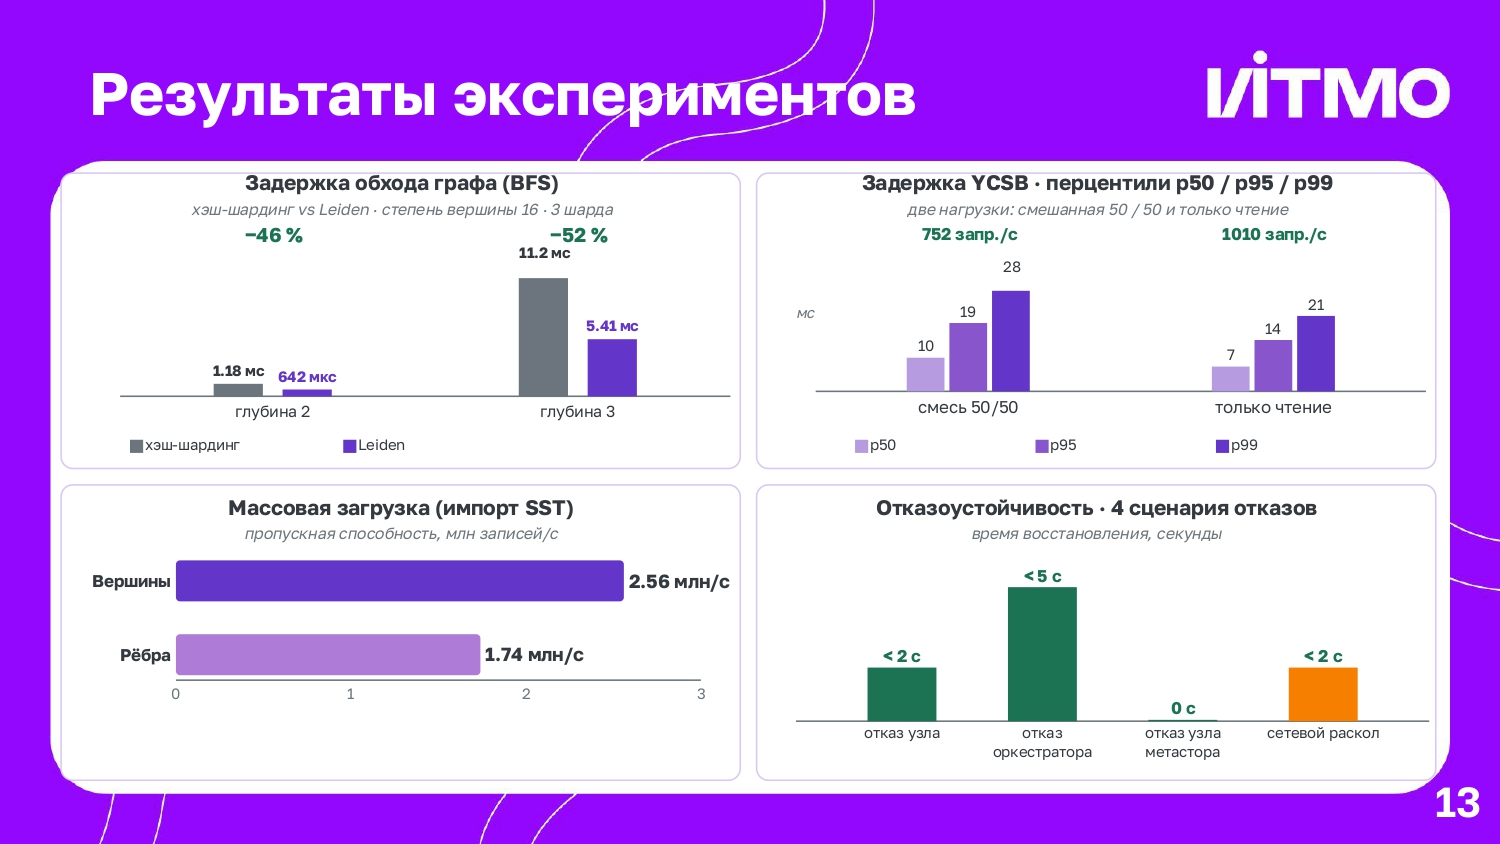 Результаты экспериментов
ИТМО
Задержка обхода графа (BFS)
хэш-шардинг vs Leiden · степень вершины 16 · 3 шарда
−46 %
−52 %
11.2 мс
5.41 мс
1.18 мс
642 мкс
глубина 2
глубина 3
хэш-шардинг
Leiden
Задержка YCSB · перцентили p50 / p95 / p99
две нагрузки: смешанная 50 / 50 и только чтение
752 запр./с
1010 запр./с
мс
10
19
28
7
14
21
смесь 50/50
только чтение
p50
p95
p99
Массовая загрузка (импорт SST)
пропускная способность, млн записей/с
Вершины
2.56 млн/с
Рёбра
1.74 млн/с
0
1
2
3
Отказоустойчивость · 4 сценария отказов
время восстановления, секунды
< 2 с
< 5 с
0 с
< 2 с
отказ узла
отказ
оркестратора
отказ узла
метастора
сетевой раскол
13